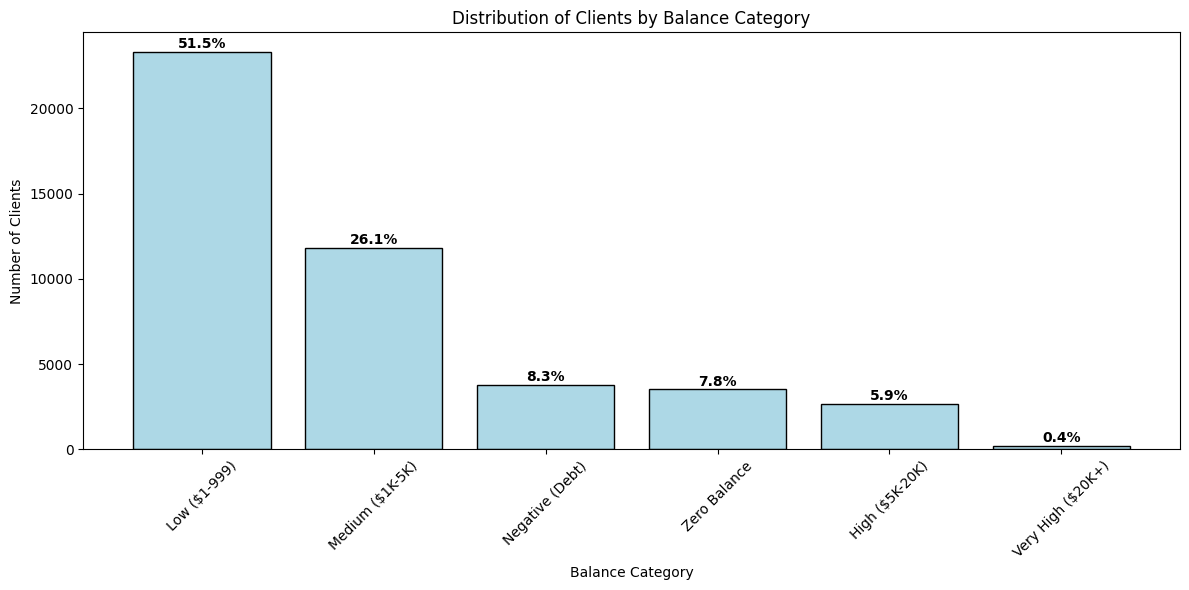 Distribution of Clients by Balance Category
51.5%
26.1%
8.3%
7.8%
5.9%
0.4%
Number of Clients
20000
15000
10000
5000
0
Low ($1-999)
Medium ($1K-5K)
Negative (Debt)
Zero Balance
High ($5K-20K)
Very High ($20K+)
Balance Category